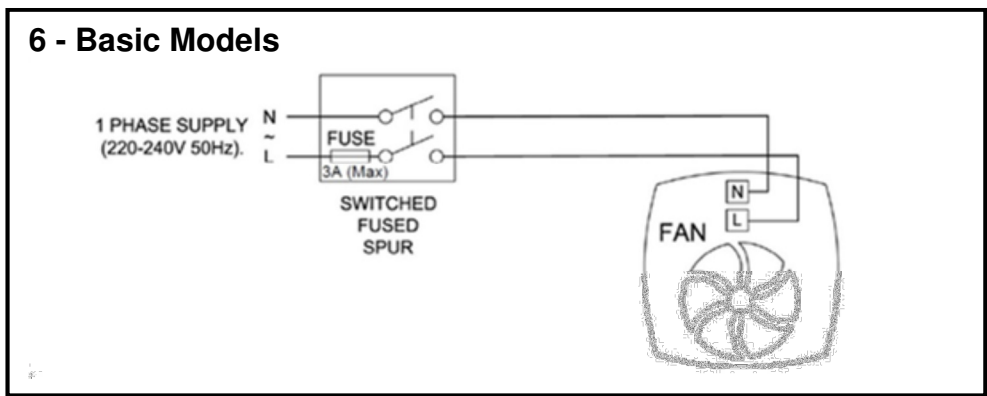 6 - Basic Models
1 PHASE SUPPLY
(220-240V 50Hz).
N
~
L
FUSE
3A (Max)
SWITCHED
FUSED
SPUR
N
L
FAN